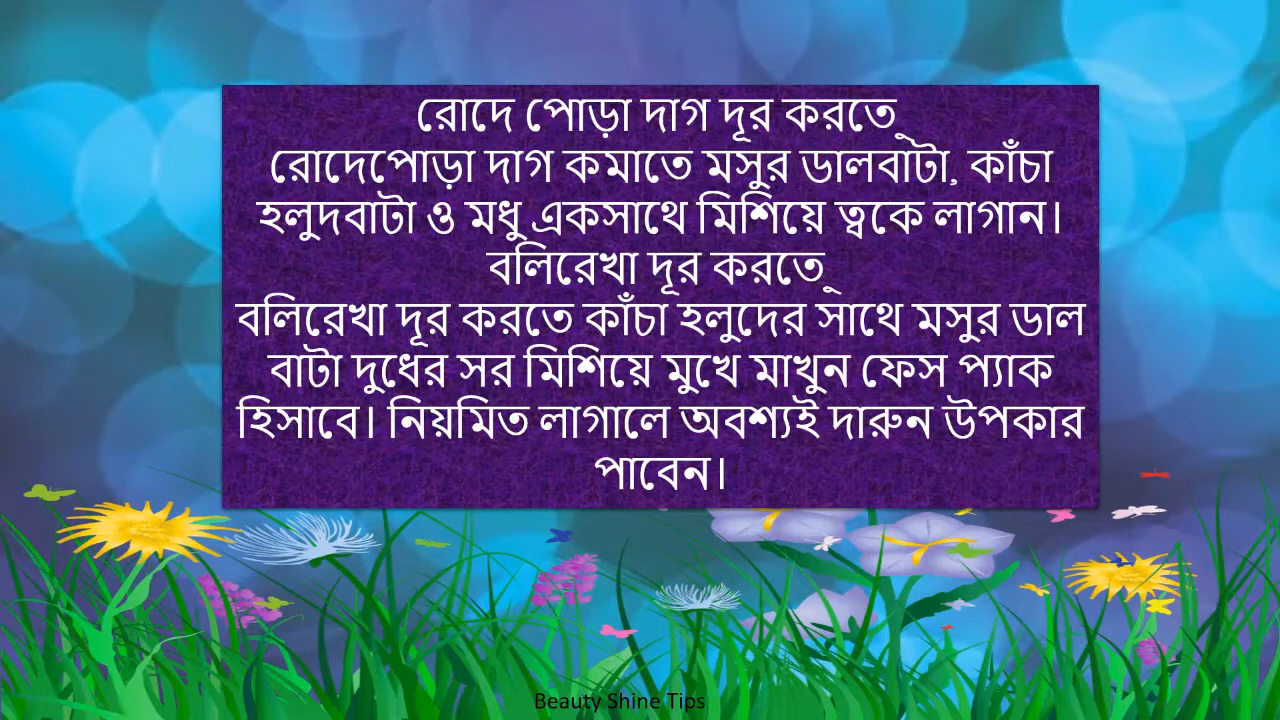 রোদে পোড়া দাগ দূর করতে
রোদেপোড়া দাগ কমাতে মসুর ডালবাটা, কাঁচা
হলুদবাটা ও মধু একসাথে মিশিয়ে ত্বকে লাগান।
বলিরেখা দূর করতে
বলিরেখা দূর করতে কাঁচা হলুদের সাথে মসুর ডাল
বাটা দুধের সর মিশিয়ে মুখে মাখুন ফেস প্যাক
হিসাবে। নিয়মিত লাগালে অবশ্যই দারুন উপকার
পাবেন।
Beauty Shine Tips